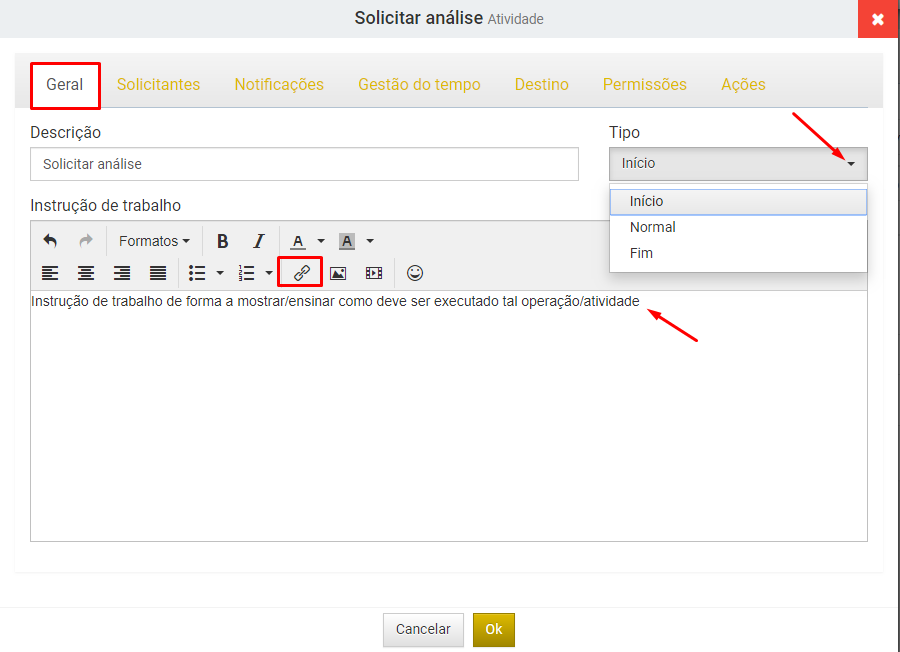 Solicitar análise Atividade
Geral Solicitantes Notificações Gestão do tempo Destino Permissões Ações
Descrição
Solicitar análise
Tipo
Início
Início
Normal
Fim
Instrução de trabalho
Formatos B I A A
Instrução de trabalho de forma a mostrar/ensinar como deve ser executado tal operação/atividade
Cancelar Ok